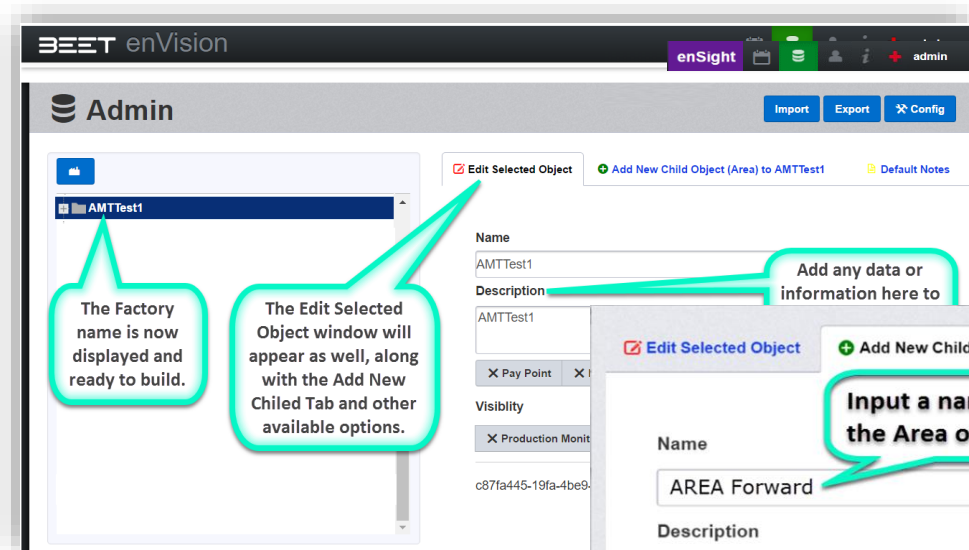 BEET enVision
enSight
admin
Admin
Import
Export
Config
Edit Selected Object
Add New Child Object (Area) to AMTTest1
Default Notes
AMTTest1
Name
AMTTest1
Description
AMTTest1
Add any data or
information here to
The Factory
name is now
displayed and
ready to build.
The Edit Selected
Object window will
appear as well, along
with the Add New
Chiled Tab and other
available options.
X Pay Point
X
Visiblity
X Production Monit
c87fa445-19fa-4be9-
Edit Selected Object
Add New Child
Input a na
the Area o
Name
AREA Forward
Description